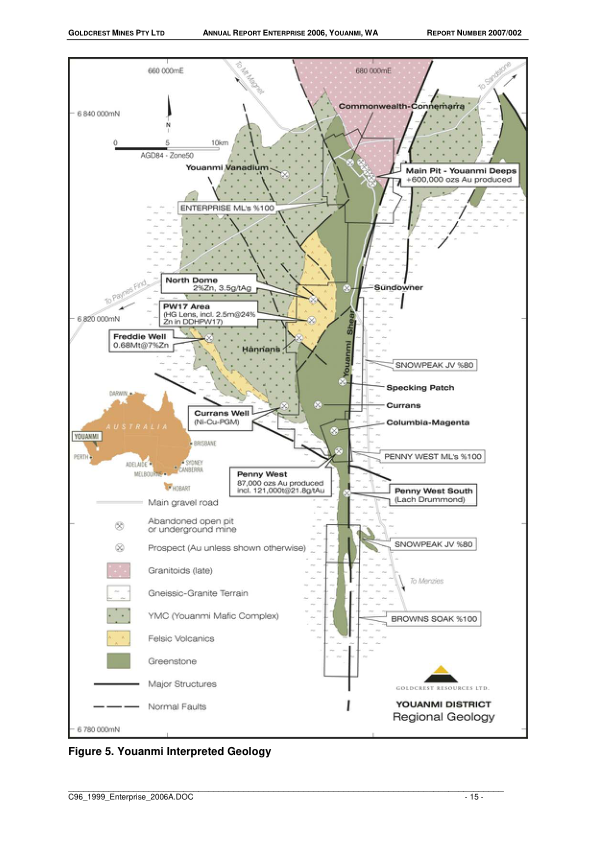 GOLDCREST MINES PTY LTD ANNUAL REPORT ENTERPRISE 2006, YOUANMI, WA REPORT NUMBER 2007/002
660 000mE
680 000mE
To Mt Magnet
To Sandstone
6 840 000mN
Commonwealth-Connemarra
N
0 5 10km
AGD84 - Zone50
Youanmi Vanadium
Main Pit - Youanmi Deeps
+600,000 ozs Au produced
ENTERPRISE ML's %100
To Paynes Find
North Dome
2%Zn, 3.5g/tAg
Sundowner
PW17 Area
(HG Lens, incl. 2.5m@24%
Zn in DDHPW17)
6 820 000mN
Freddie Well
0.68Mt@7%Zn
Hannans
Youanmi Shear
SNOWPEAK JV %80
Specking Patch
DARWIN
AUSTRALIA
YOUANMI
PERTH
BRISBANE
ADELAIDE
SYDNEY
CANBERRA
MELBOURNE
HOBART
Currans Well
(Ni-Cu-PGM)
Currans
Columbia-Magenta
PENNY WEST ML's %100
Penny West
87,000 ozs Au produced
incl. 121,000t@21.8g/tAu
Penny West South
(Lach Drummond)
Main gravel road
Abandoned open pit
or underground mine
Prospect (Au unless shown otherwise)
SNOWPEAK JV %80
Granitoids (late)
To Menzies
Gneissic-Granite Terrain
YMC (Youanmi Mafic Complex)
BROWNS SOAK %100
Felsic Volcanics
Greenstone
Major Structures
Normal Faults
GOLDCREST RESOURCES LTD.
YOUANMI DISTRICT
Regional Geology
6 780 000mN
Figure 5. Youanmi Interpreted Geology
C96_1999_Enterprise_2006A.DOC - 15 -